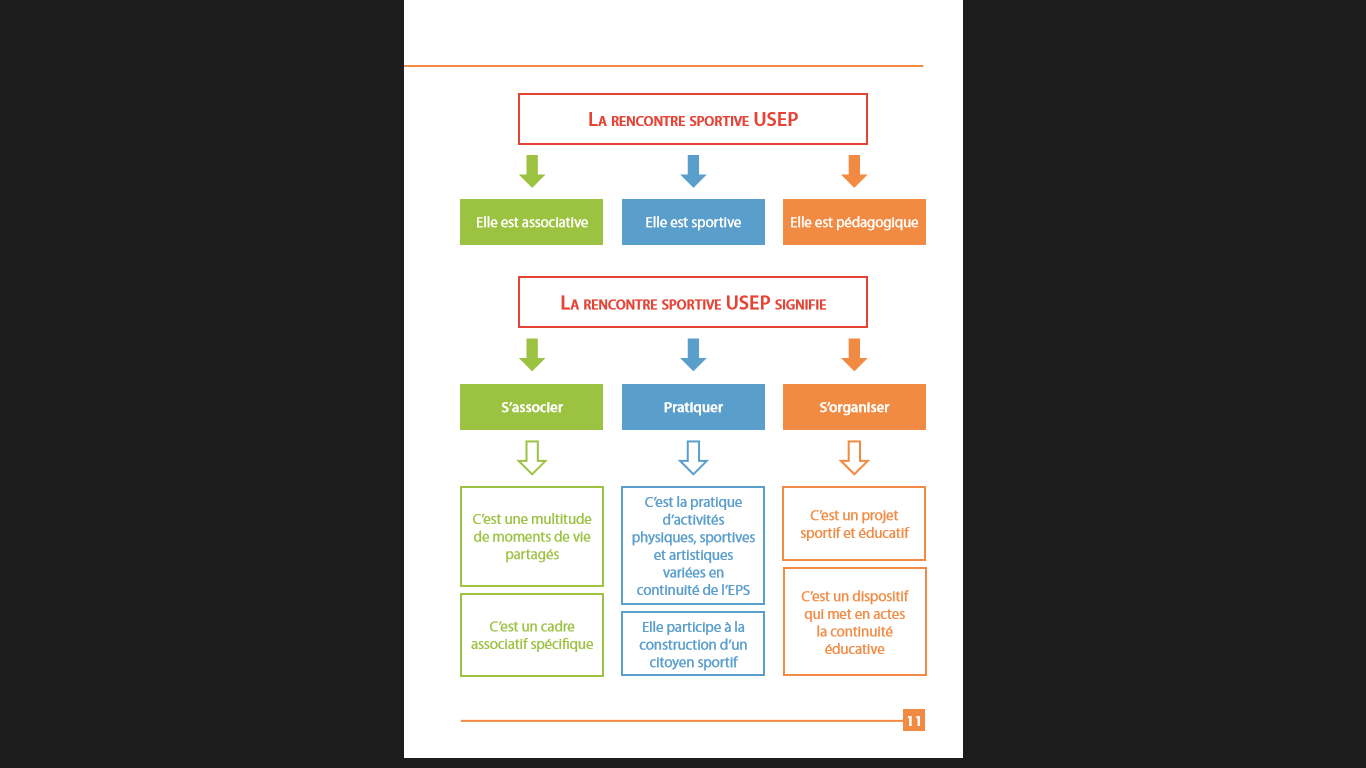 LA RENCONTRE SPORTIVE USEP
Elle est associative
Elle est sportive
Elle est pédagogique
LA RENCONTRE SPORTIVE USEP SIGNIFIE
S’associer
Pratiquer
S’organiser
C’est une multitude
de moments de vie
partagés
C’est un cadre
associatif spécifique
C’est la pratique
d’activités
physiques, sportives
et artistiques
variées en
continuité de l’EPS
Elle participe à la
construction d’un
citoyen sportif
C’est un projet
sportif et éducatif
C’est un dispositif
qui met en actes
la continuité
éducative
11